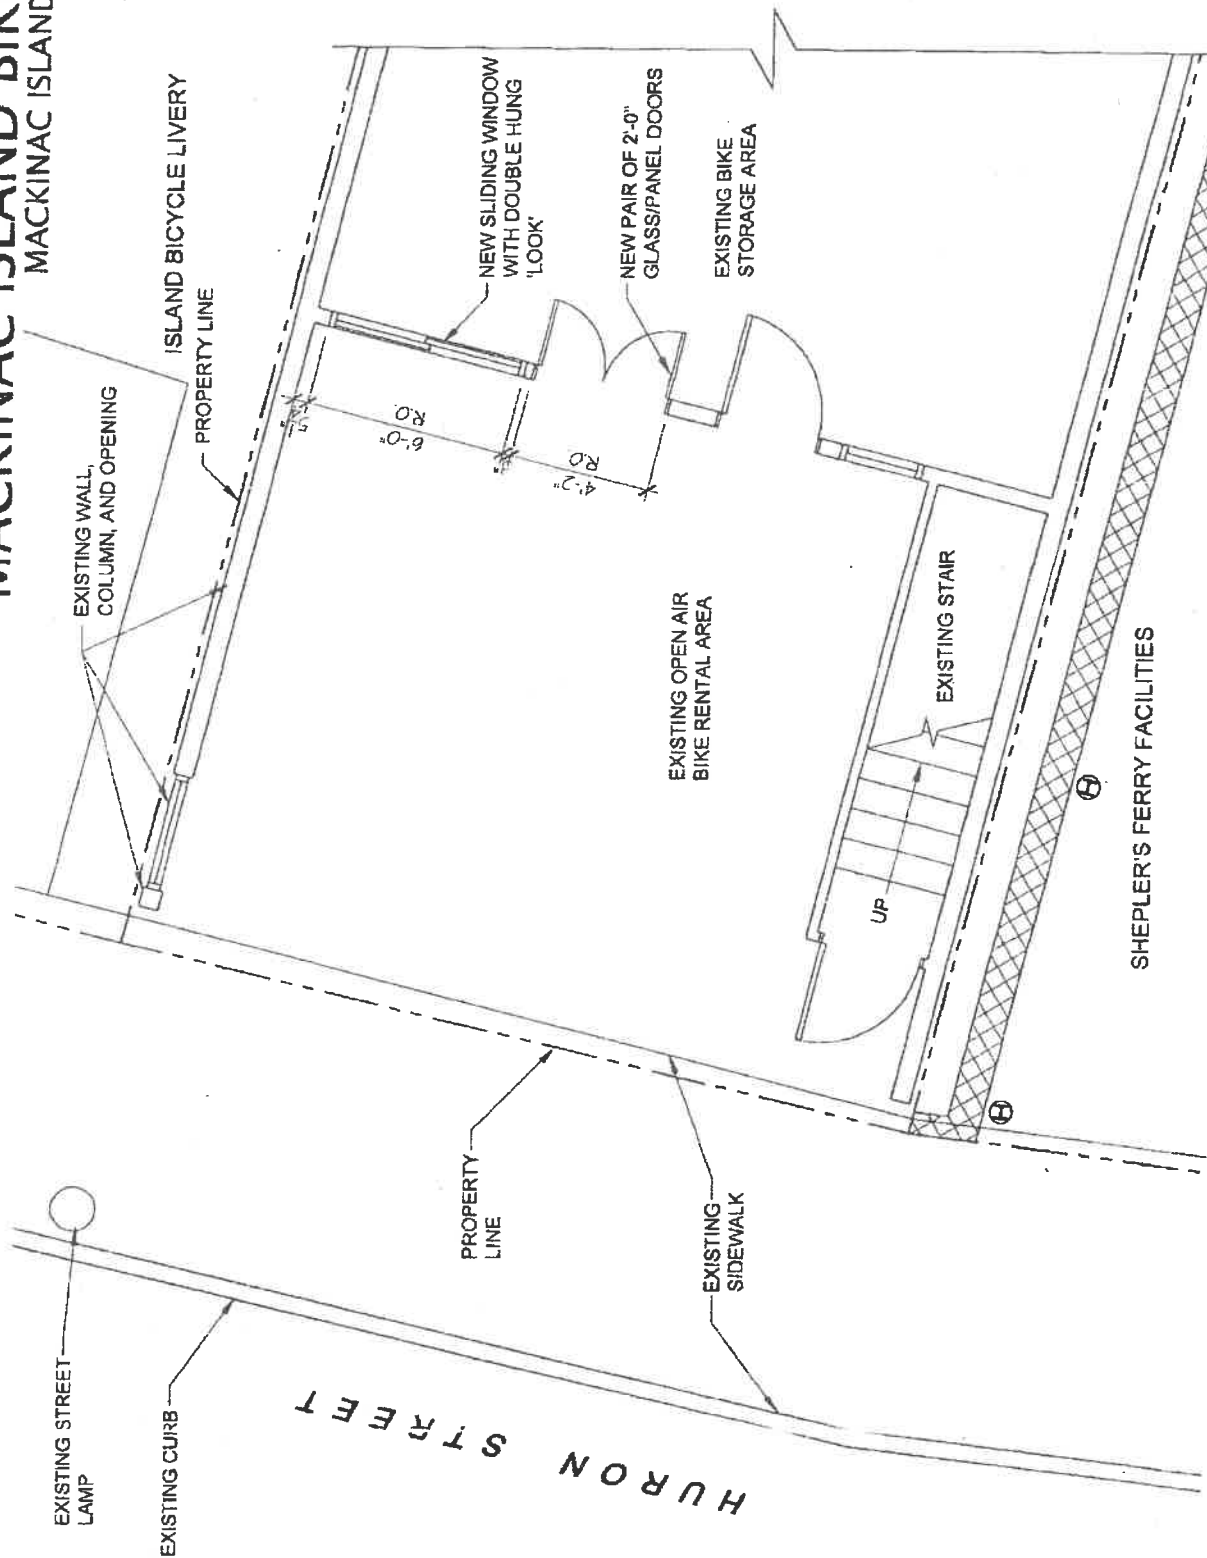 MACKINAC ISLAND BIK
MACKINAC ISLAND
ISLAND BICYCLE LIVERY
PROPERTY LINE
EXISTING WALL,
COLUMN, AND OPENING
NEW SLIDING WINDOW
WITH DOUBLE HUNG
'LOOK'
NEW PAIR OF 2'-0"
GLASS/PANEL DOORS
EXISTING BIKE
STORAGE AREA
6'-0"
R.O.
4'-2"
R.O.
EXISTING OPEN AIR
BIKE RENTAL AREA
EXISTING STAIR
UP
SHEPLER'S FERRY FACILITIES
PROPERTY
LINE
EXISTING
SIDEWALK
EXISTING STREET
LAMP
EXISTING CURB
HURON STREET